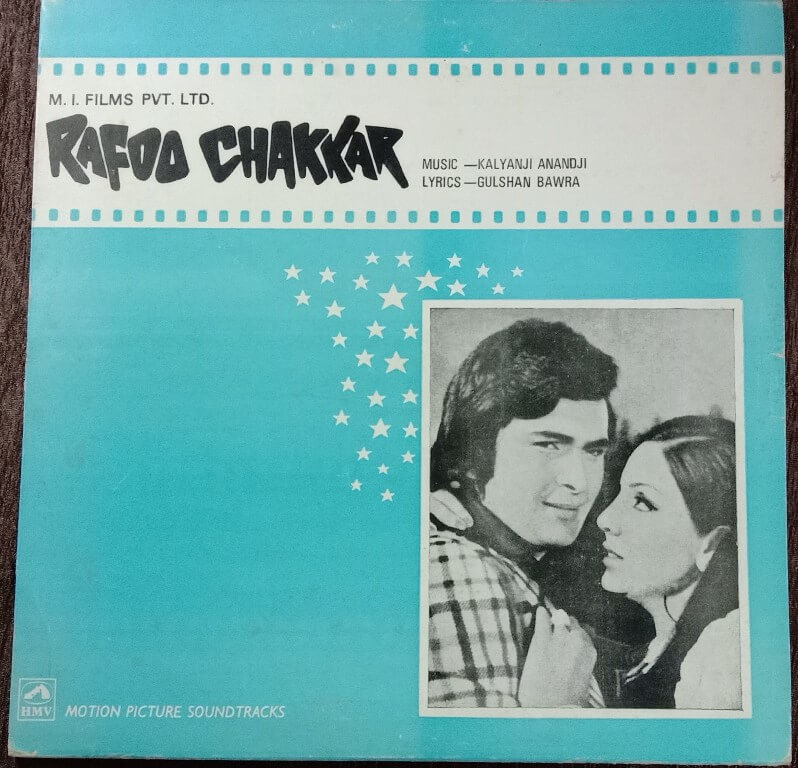 M. I. FILMS PVT. LTD.
RAFOO CHAKKAR
MUSIC —KALYANJI ANANDJI
LYRICS—GULSHAN BAWRA
HMV
MOTION PICTURE SOUNDTRACKS